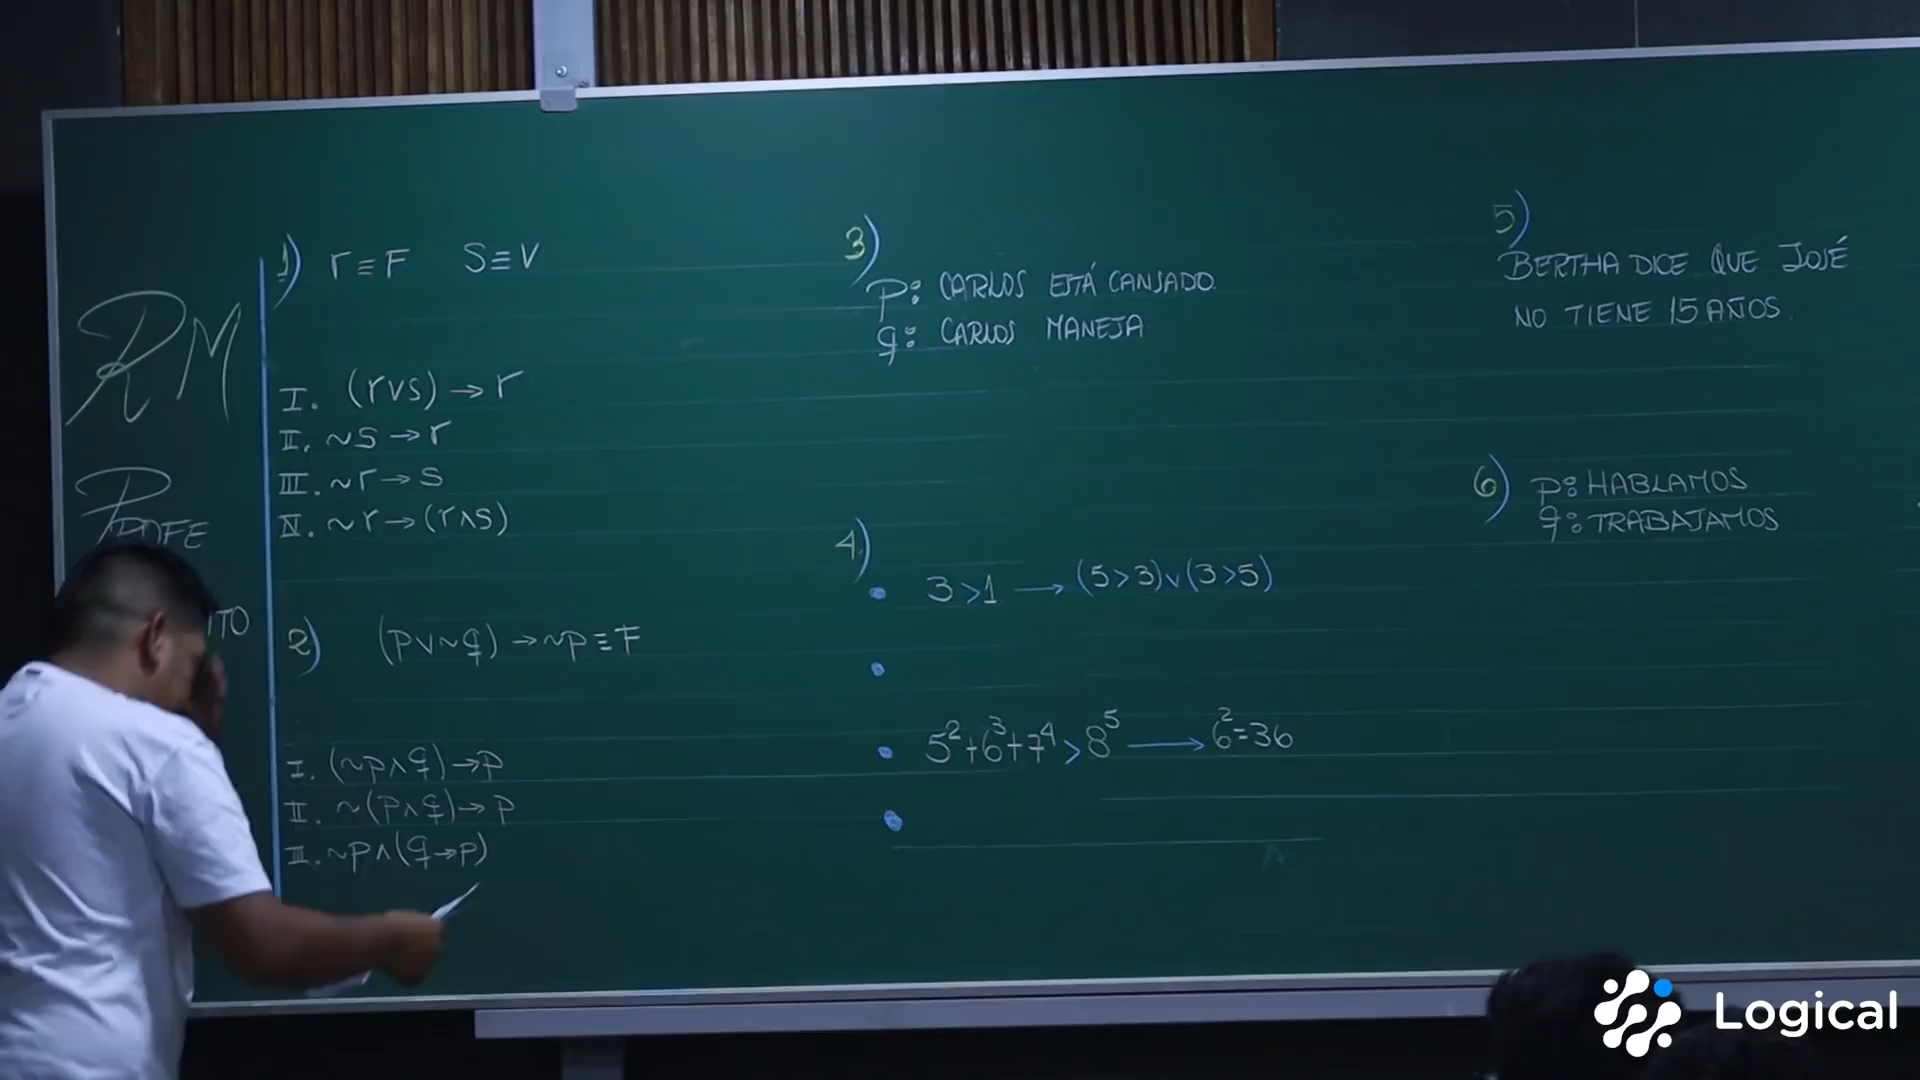 RM
PROFE
ITO
1) r≡F S≡V
I. (r∨s)→r
II. ~s→r
III. ~r→s
IV. ~r→(r∧s)
2) (p∨~q)→~p≡F
I. (~p∧q)→p
II. ~(p∧q)→p
III. ~p∧(q→p)
3)
p: CARLOS ESTÁ CANSADO.
q: CARLOS MANEJA
4)
• 3>1 → (5>3)∨(3>5)
•
• 5²+6³+7⁴>8⁵ → 6²=36
•
5)
BERTHA DICE QUE JOSÉ
NO TIENE 15 AÑOS.
6) p: HABLAMOS
q: TRABAJAMOS
Logical